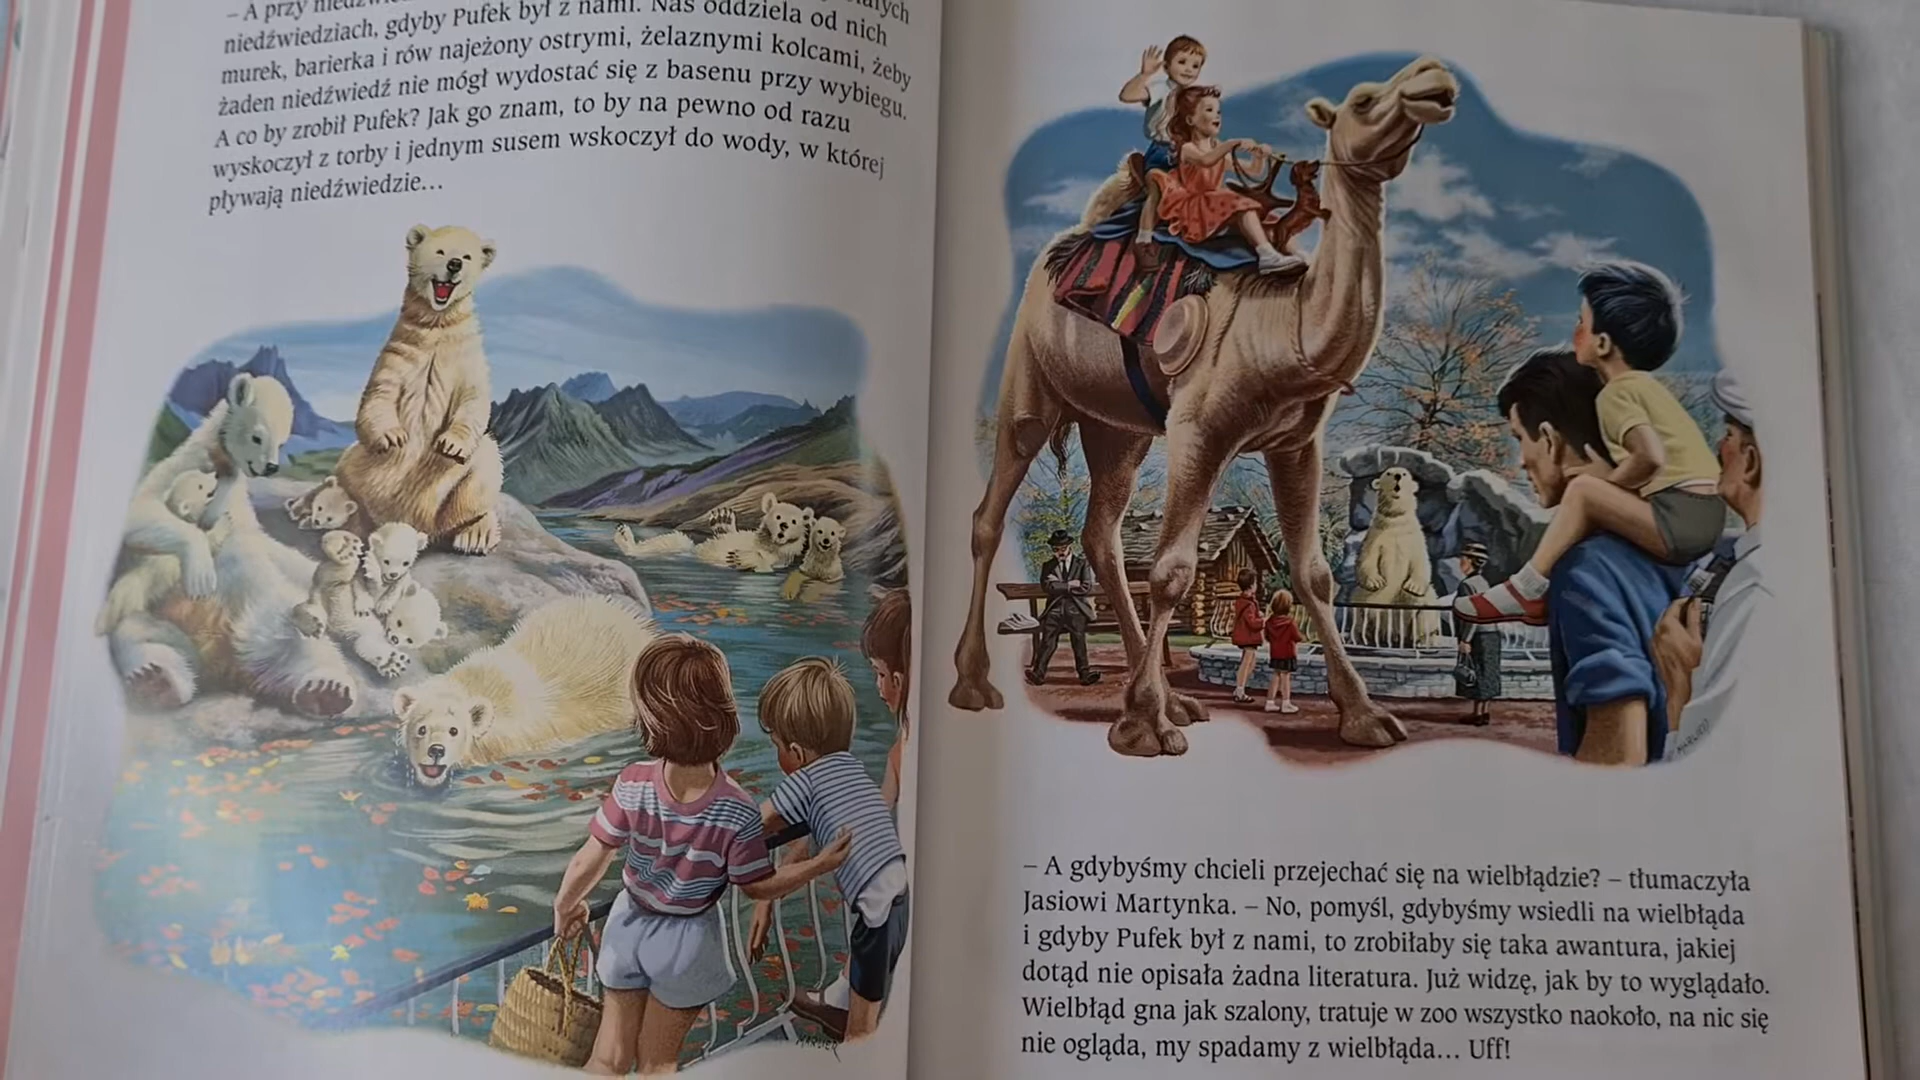 – A przy
niedźwiedziach, gdyby Pufek był z nami. Nas oddziela od nich
murek, barierka i rów najeżony ostrymi, żelaznymi kolcami, żeby
żaden niedźwiedź nie mógł wydostać się z basenu przy wybiegu.
A co by zrobił Pufek? Jak go znam, to by na pewno od razu
wyskoczył z torby i jednym susem wskoczył do wody, w której
pływają niedźwiedzie...
MARLIER
MARLIER
– A gdybyśmy chcieli przejechać się na wielbłądzie? – tłumaczyła
Jasiowi Martynka. – No, pomyśl, gdybyśmy wsiedli na wielbłąda
i gdyby Pufek był z nami, to zrobiłaby się taka awantura, jakiej
dotąd nie opisała żadna literatura. Już widzę, jak by to wyglądało.
Wielbłąd gna jak szalony, tratuje w zoo wszystko naokoło, na nic się
nie ogląda, my spadamy z wielbłąda... Uff!